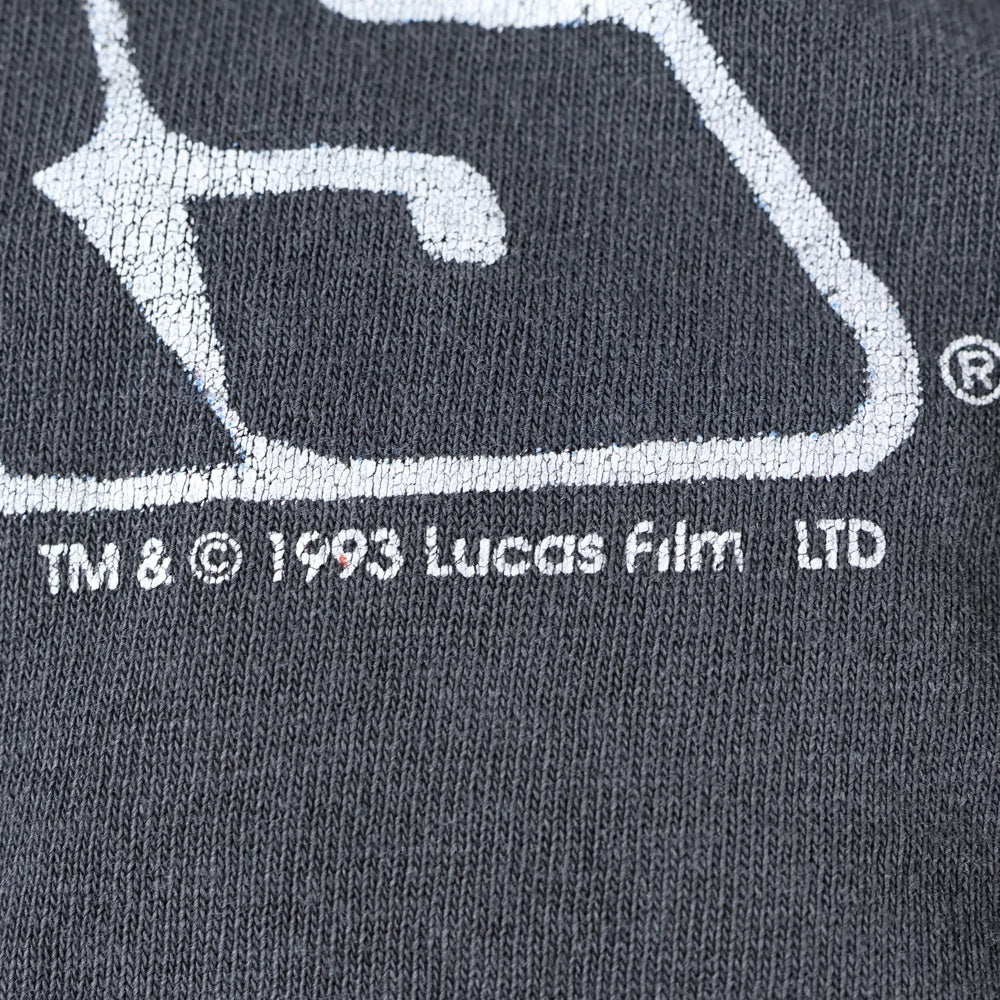 ®
TM & © 1993 Lucas Film LTD